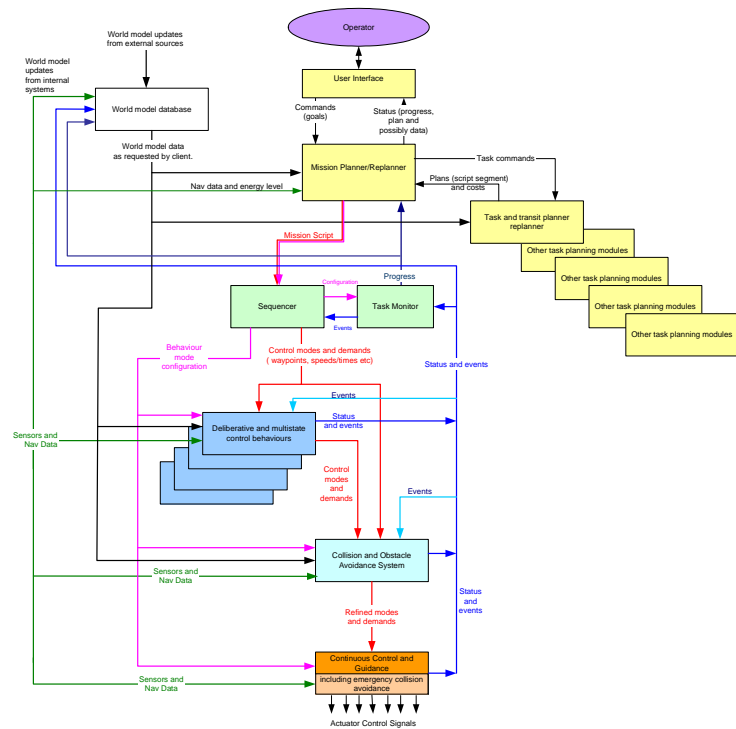 Operator
World model updates
from external sources
World model
updates
from internal
systems
User Interface
World model database
Commands
(goals)
Status (progress,
plan and
possibly data)
World model data
as requested by client.
Mission Planner/Replanner
Task commands
Plans (script segment)
and costs
Nav data and energy level
Task and transit planner
replanner
Mission Script
Other task planning modules
Other task planning modules
Other task planning modules
Other task planning modules
Progress
Configuration
Sequencer
Task Monitor
Events
Behaviour
mode
configuration
Control modes and demands
( waypoints, speeds/times etc)
Status and events
Events
Status
and events
Deliberative and multistate
control behaviours
Sensors and
Nav Data
Control
modes
and
demands
Events
Collision and Obstacle
Avoidance System
Sensors and
Nav Data
Status
and
events
Refined modes
and demands
Continuous Control and
Guidance
including emergency collision
avoidance
Sensors and
Nav Data
Actuator Control Signals